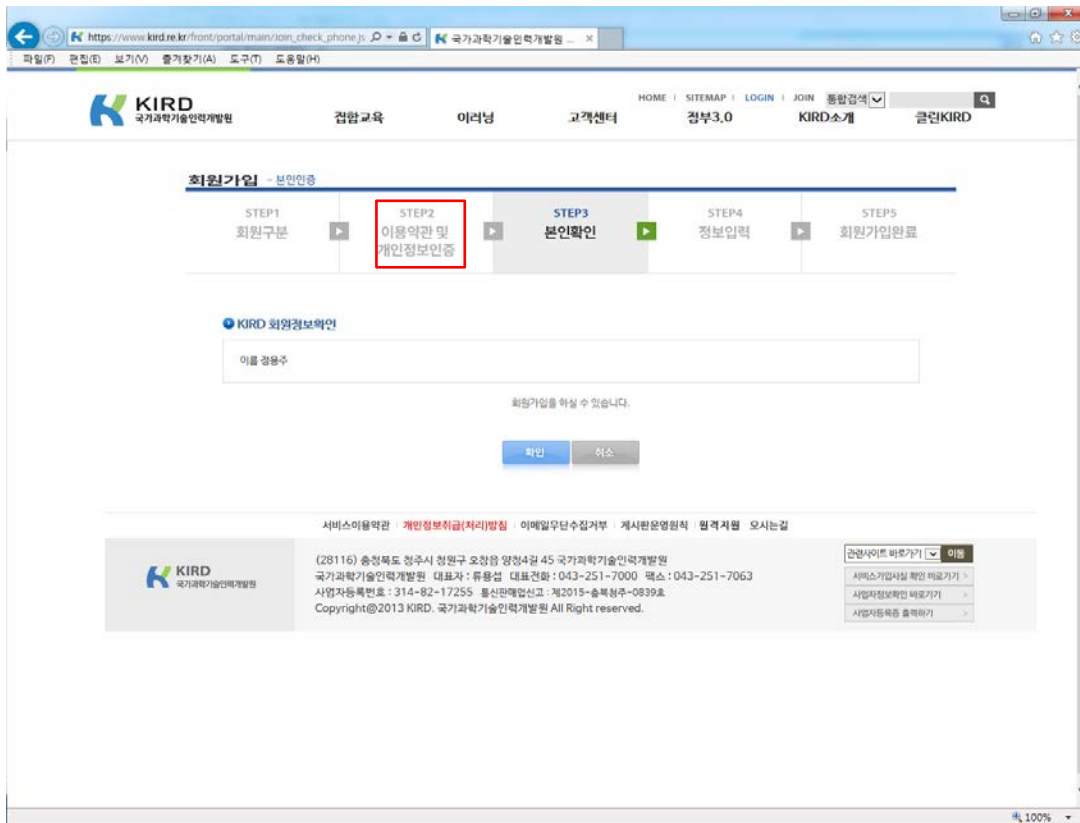 https://www.kird.re.kr/front/portal/main/Join_check_phone.js
국가과학기술인력개발원 ...
파일(F) 편집(E) 보기(V) 즐겨찾기(A) 도구(T) 도움말(H)
HOME SITEMAP LOGIN JOIN 통합검색
KIRD
국가과학기술인력개발원
집합교육 이러닝 고객센터 정부3.0 KIRD소개 클린KIRD
회원가입 - 본인인증
STEP1
회원구분
STEP2
이용약관 및
개인정보인증
STEP3
본인확인
STEP4
정보입력
STEP5
회원가입완료
KIRD 회원정보확인
이름 정용주
회원가입을 하실 수 있습니다.
확인 취소
서비스이용약관 개인정보취급(처리)방침 이메일무단수집거부 게시판운영원칙 원격지원 오시는길
KIRD
국가과학기술인력개발원
(28116) 충청북도 청주시 청원구 오창읍 양청4길 45 국가과학기술인력개발원
국가과학기술인력개발원 대표자 : 류용섭 대표전화 : 043-251-7000 팩스 : 043-251-7063
사업자등록번호 : 314-82-17255 통신판매업신고 : 제2015-충북청주-0839호
Copyright@2013 KIRD. 국가과학기술인력개발원 All Right reserved.
관련사이트 바로가기 이동
서비스가입사실 확인 바로가기 >
사업자정보확인 바로가기 >
사업자등록증 출력하기 >
100%